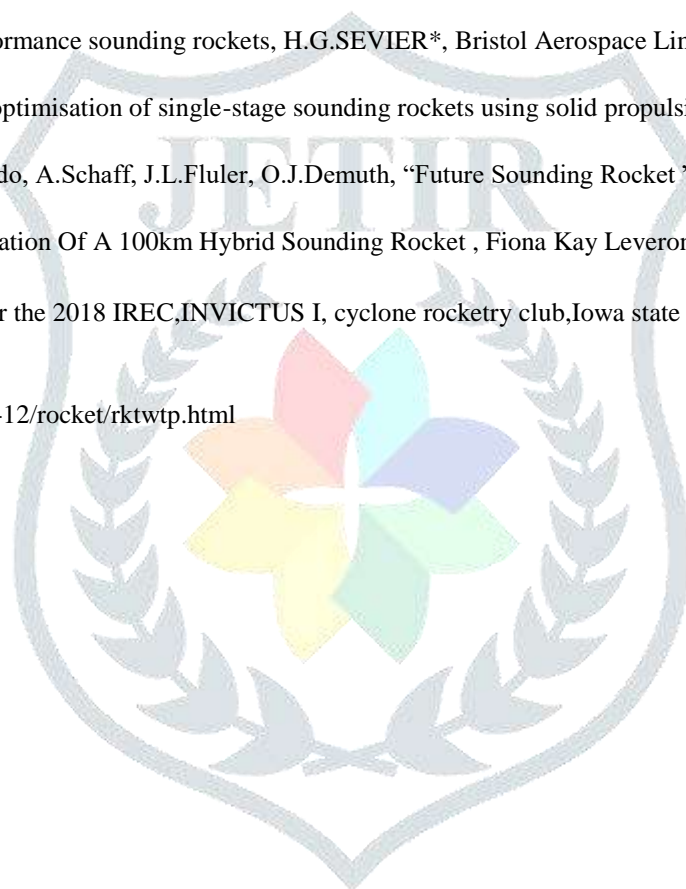 ormance sounding rockets, H.G.SEVIER*, Bristol Aerospace Lin
optimisation of single-stage sounding rockets using solid propulsi
do, A.Schaff, J.L.Fluler, O.J.Demuth, “Future Sounding Rocket ”
ation Of A 100km Hybrid Sounding Rocket , Fiona Kay Leveron
r the 2018 IREC,INVICTUS I, cyclone rocketry club,Iowa state
-12/rocket/rktwtp.html
JETIR